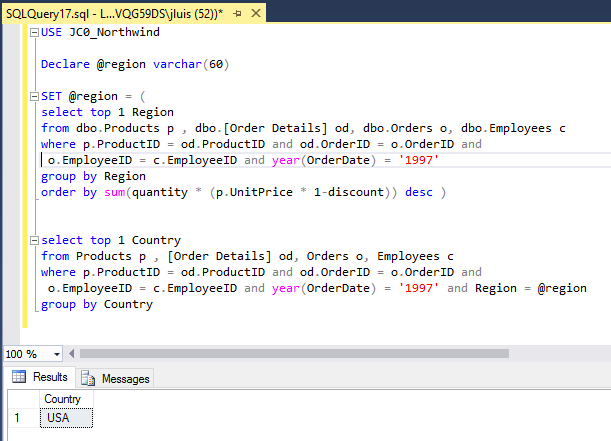 SQLQuery17.sql - L...VQG59DS\jluis (52))*
USE JC0_Northwind
Declare @region varchar(60)
SET @region = (
select top 1 Region
from dbo.Products p , dbo.[Order Details] od, dbo.Orders o, dbo.Employees c
where p.ProductID = od.ProductID and od.OrderID = o.OrderID and
o.EmployeeID = c.EmployeeID and year(OrderDate) = '1997'
group by Region
order by sum(quantity * (p.UnitPrice * 1-discount)) desc )
select top 1 Country
from Products p , [Order Details] od, Orders o, Employees c
where p.ProductID = od.ProductID and od.OrderID = o.OrderID and
o.EmployeeID = c.EmployeeID and year(OrderDate) = '1997' and Region = @region
group by Country
100 %
Results Messages
Country
1 USA